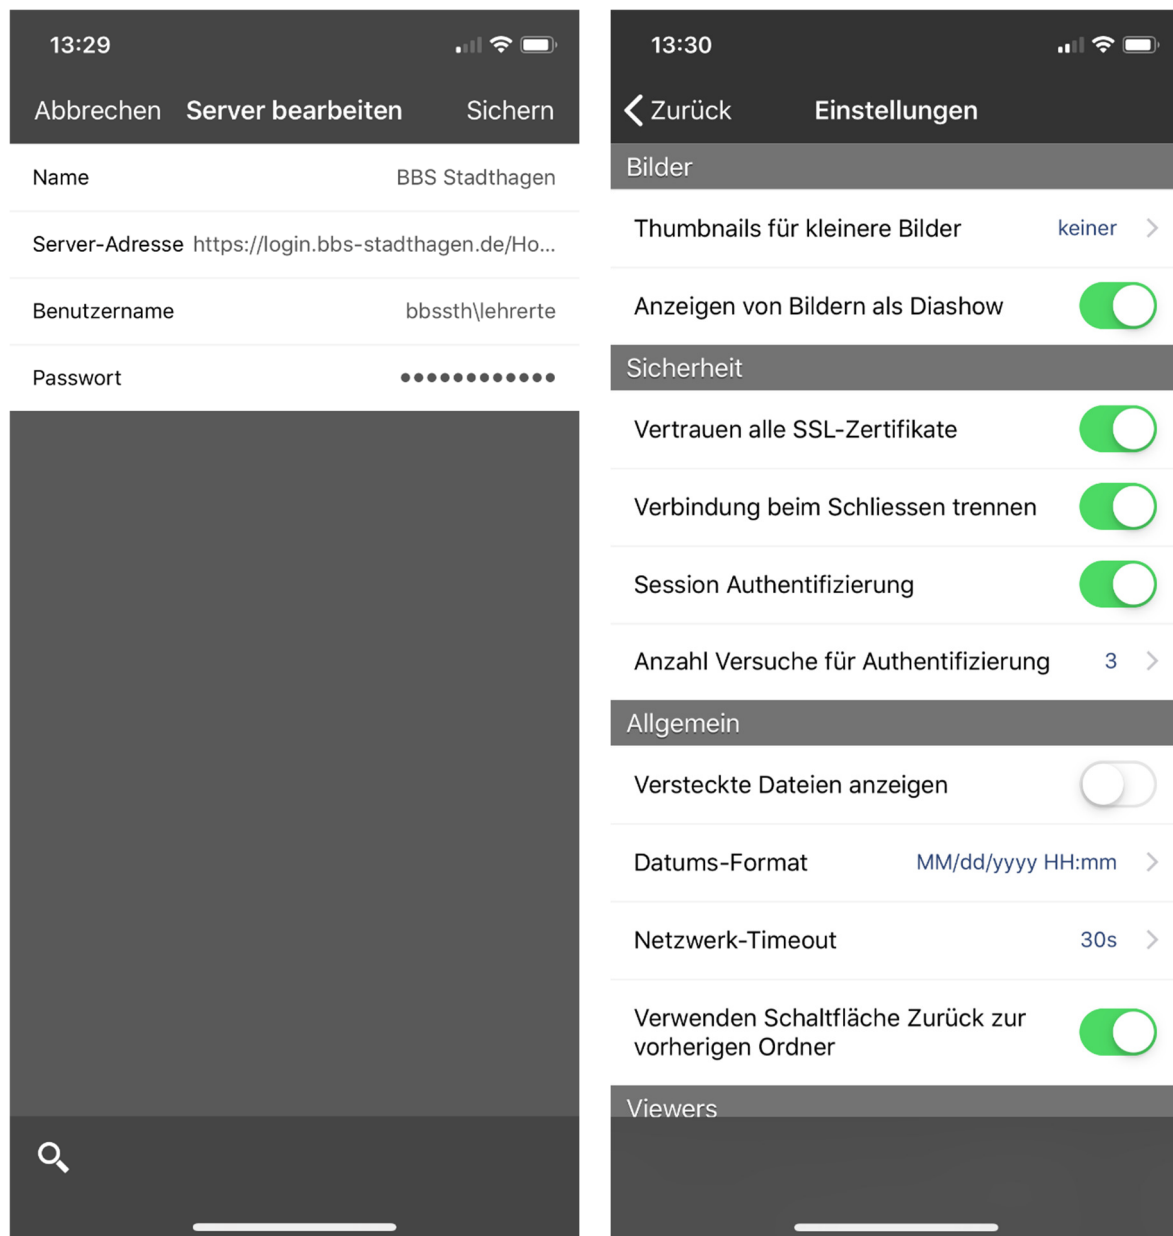 13:29
Abbrechen Server bearbeiten Sichern
Name BBS Stadthagen
Server-Adresse https://login.bbs-stadthagen.de/Ho...
Benutzername bbssth\lehrerte
Passwort ●●●●●●●●●●●●
13:30
Zurück Einstellungen
Bilder
Thumbnails für kleinere Bilder keiner
Anzeigen von Bildern als Diashow
Sicherheit
Vertrauen alle SSL-Zertifikate
Verbindung beim Schliessen trennen
Session Authentifizierung
Anzahl Versuche für Authentifizierung 3
Allgemein
Versteckte Dateien anzeigen
Datums-Format MM/dd/yyyy HH:mm
Netzwerk-Timeout 30s
Verwenden Schaltfläche Zurück zur
vorherigen Ordner
Viewers